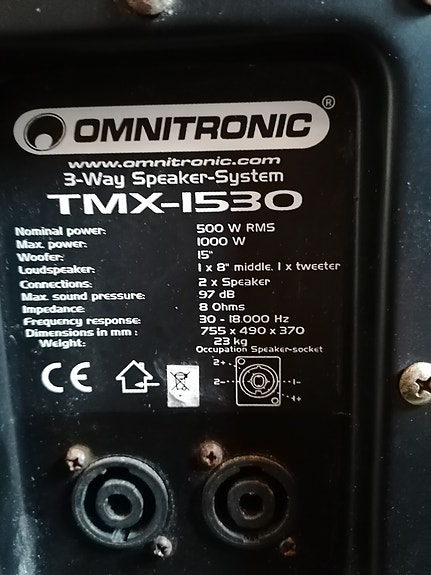 OMNITRONIC ®
www.omnitronic.com
3-Way Speaker-System
TMX-1530
Nominal power: 500 W RMS
Max. power: 1000 W
Woofer: 15"
Loudspeaker: 1 x 8" middle, 1 x tweeter
Connections: 2 x Speaker
Max. sound pressure: 97 dB
Impedance: 8 Ohms
Frequency response: 30 - 18.000 Hz
Dimensions in mm : 755 x 490 x 370
Weight: 23 kg
Occupation Speaker-socket
CE
2+
2- 1-
1+